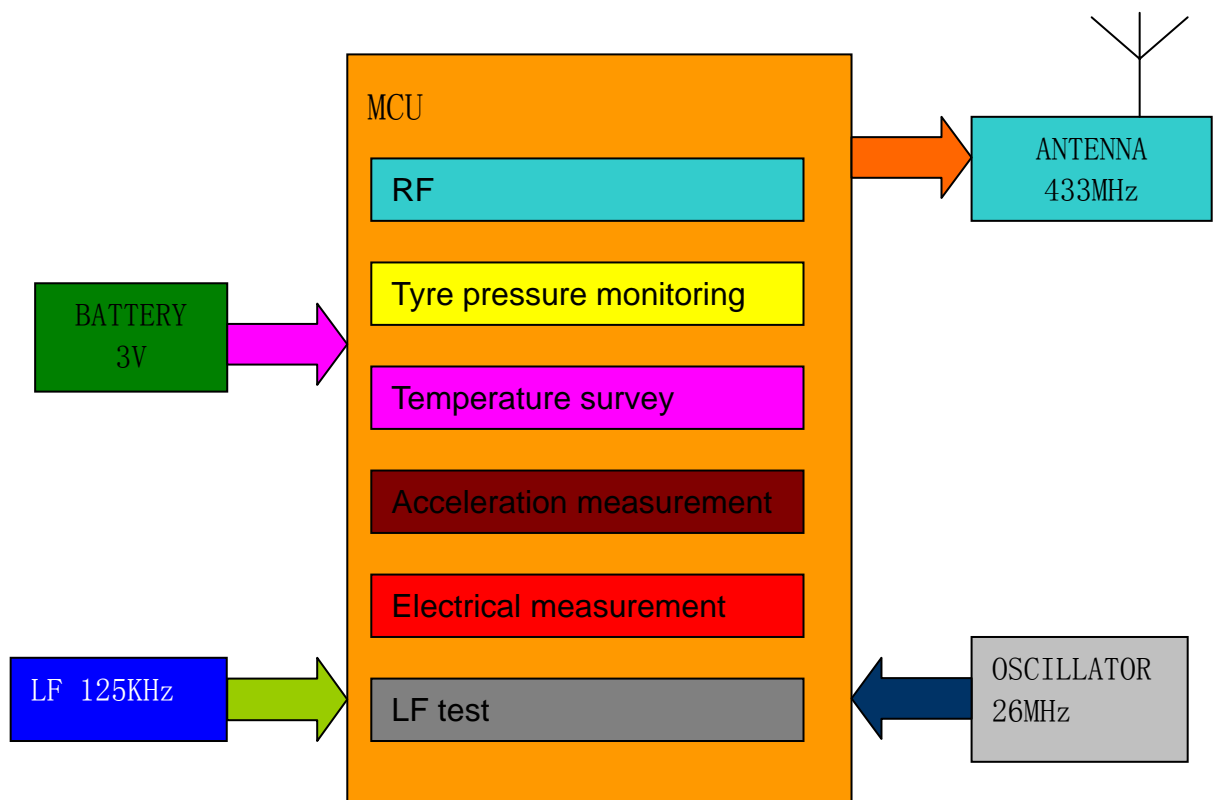 MCU
RF
Tyre pressure monitoring
Temperature survey
Acceleration measurement
Electrical measurement
LF test
ANTENNA
433MHz
BATTERY
3V
LF 125KHz
OSCILLATOR
26MHz